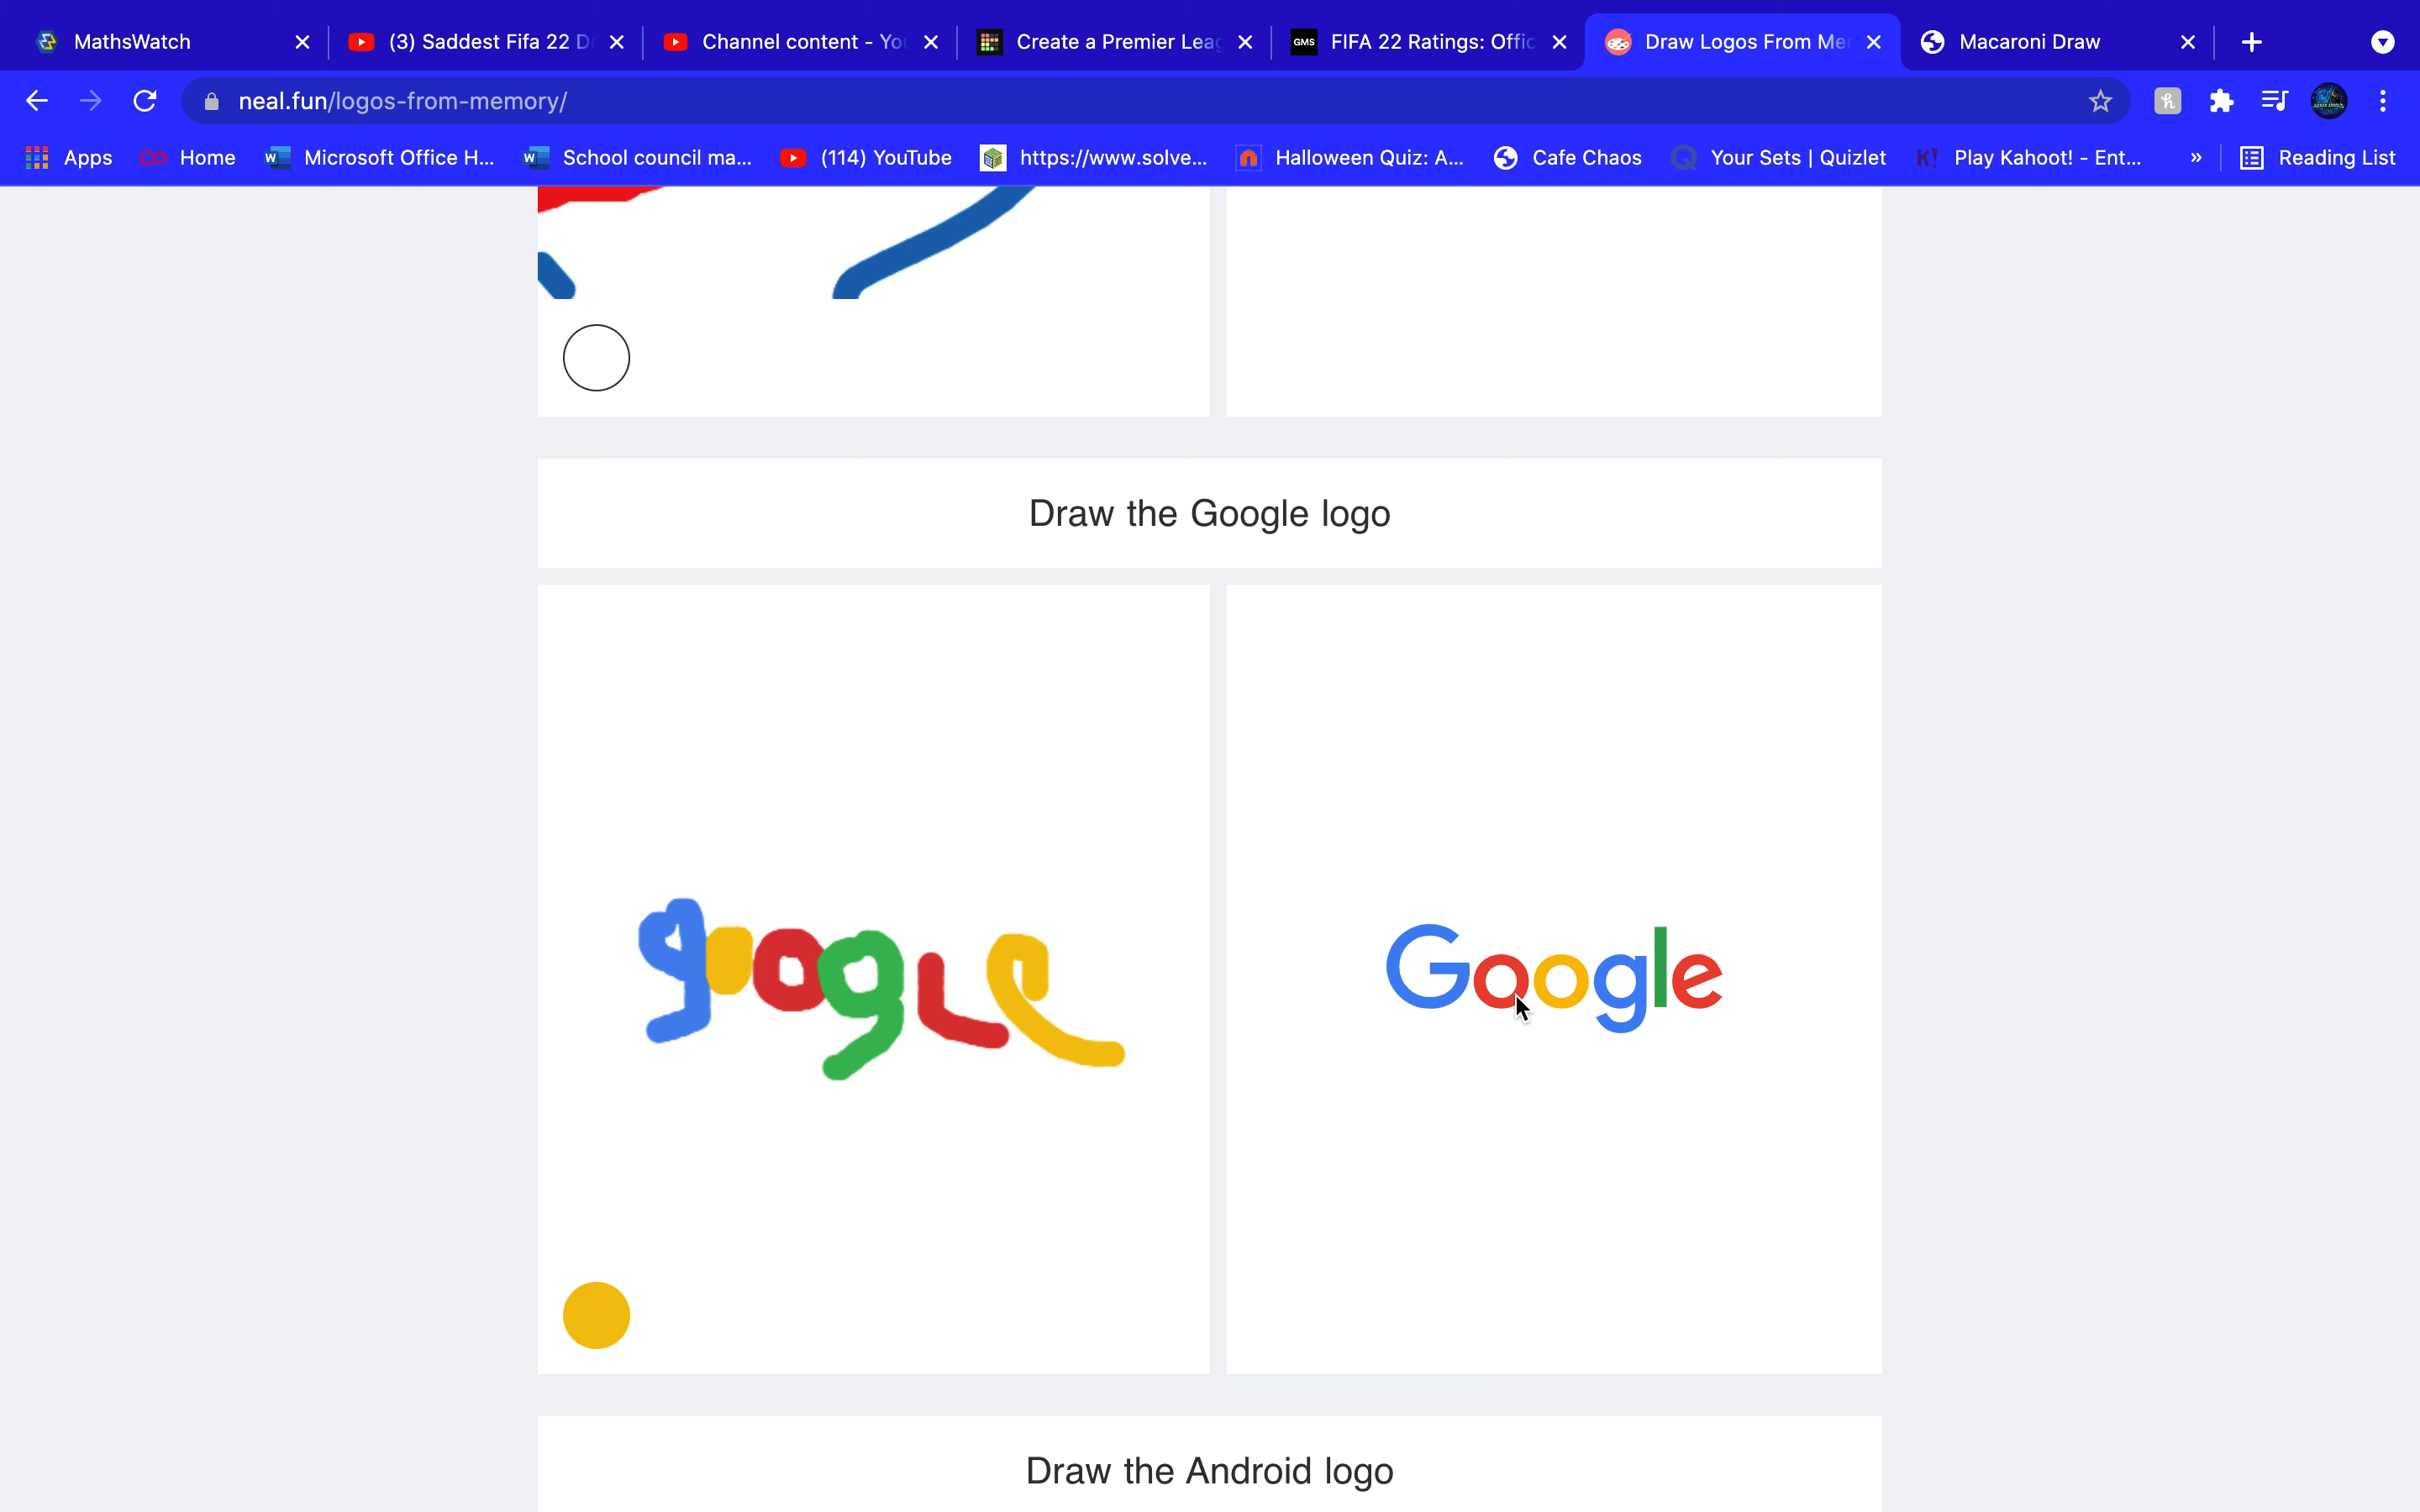 MathsWatch
(3) Saddest Fifa 22 D
Channel content - You
Create a Premier Leag
GMS
FIFA 22 Ratings: Offic
Draw Logos From Mem
Macaroni Draw
neal.fun/logos-from-memory/
Apps
Home
Microsoft Office H...
School council ma...
(114) YouTube
https://www.solve...
Halloween Quiz: A...
Cafe Chaos
Your Sets | Quizlet
K!
Play Kahoot! - Ent...
»
Reading List
Draw the Google logo
google
Google
Draw the Android logo